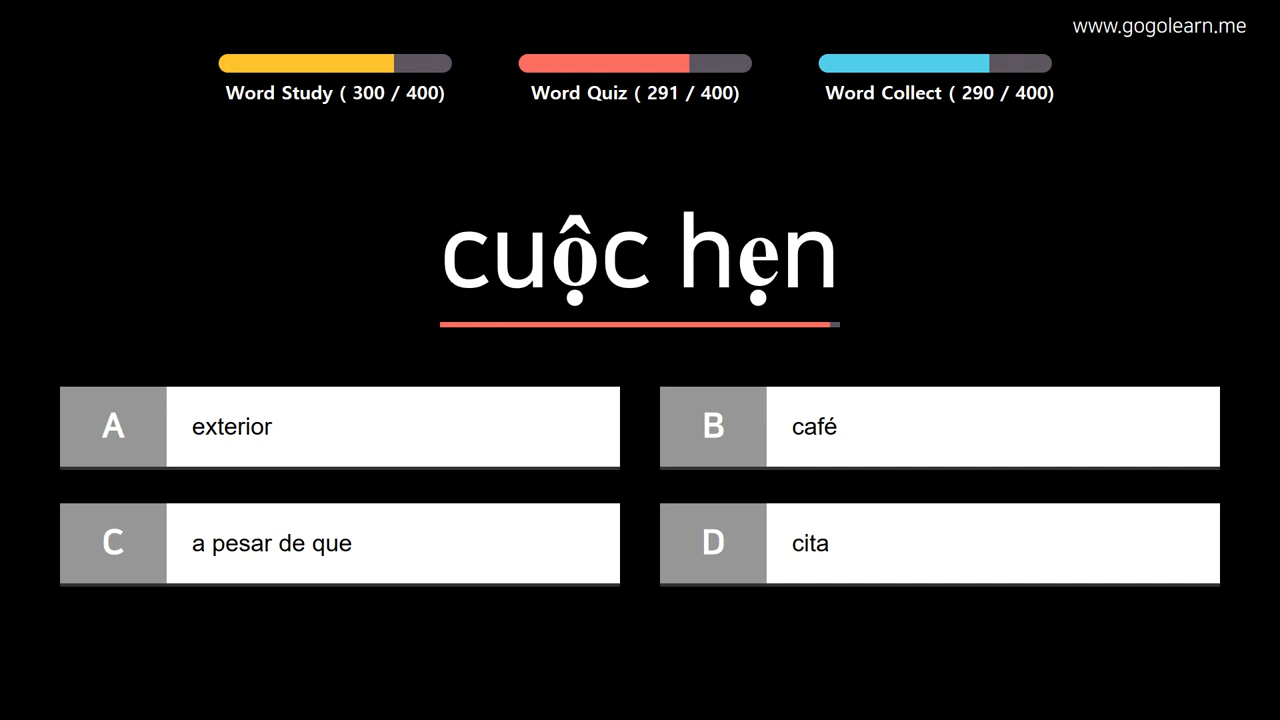 www.gogolearn.me
Word Study ( 300 / 400)
Word Quiz ( 291 / 400)
Word Collect ( 290 / 400)
cuộc hẹn
A exterior
B café
C a pesar de que
D cita